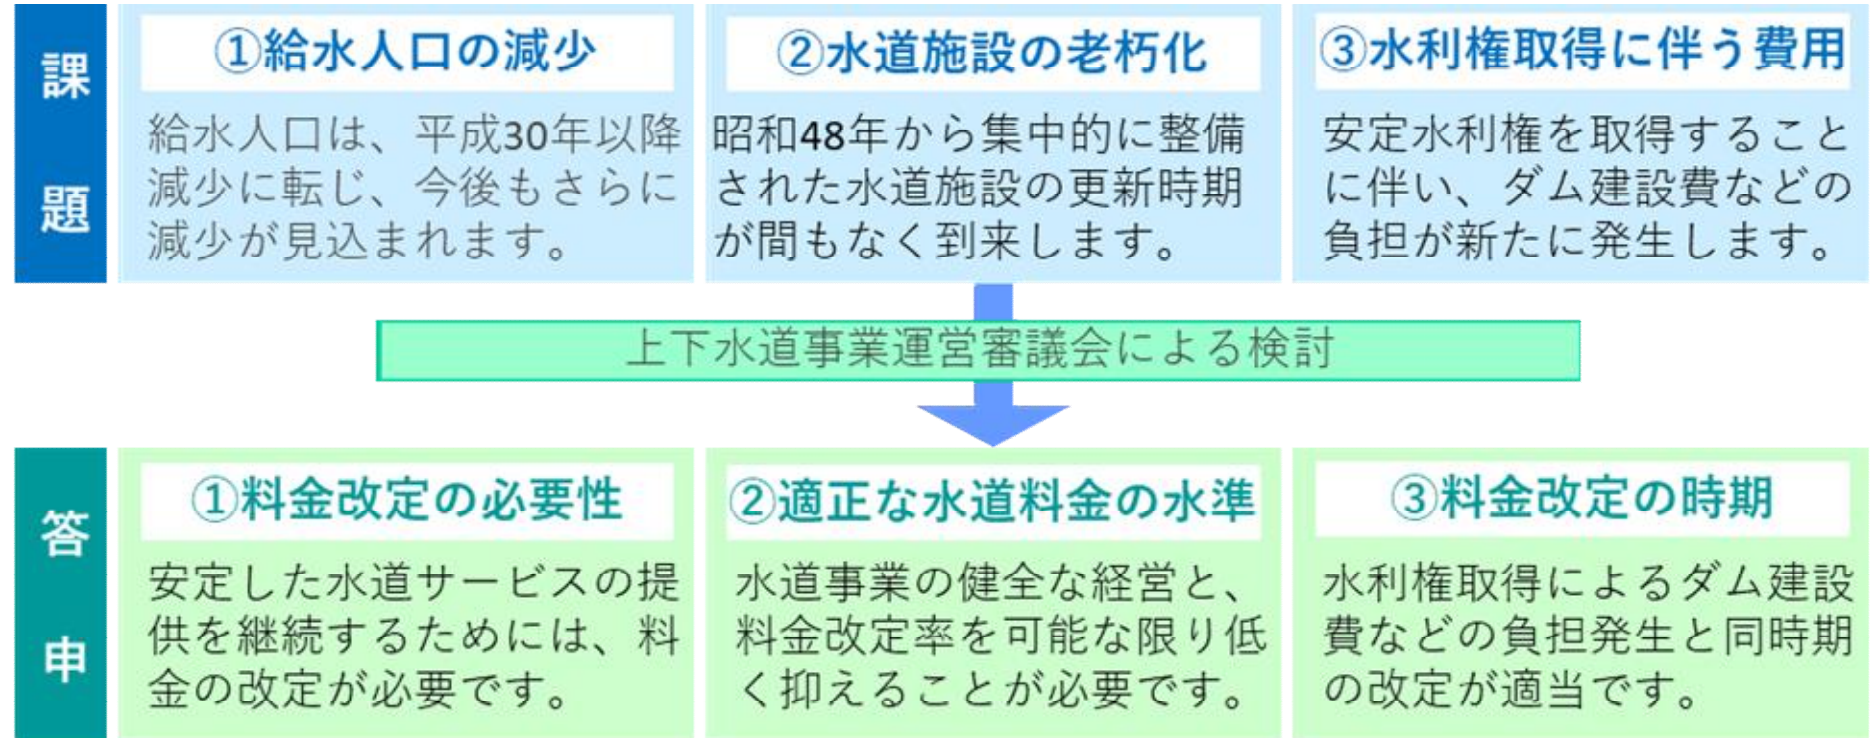 課題
①給水人口の減少
給水人口は、平成30年以降
減少に転じ、今後もさらに
減少が見込まれます。
②水道施設の老朽化
昭和48年から集中的に整備
された水道施設の更新時期
が間もなく到来します。
③水利権取得に伴う費用
安定水利権を取得すること
に伴い、ダム建設費などの
負担が新たに発生します。
上下水道事業運営審議会による検討
答申
①料金改定の必要性
安定した水道サービスの提
供を継続するためには、料
金の改定が必要です。
②適正な水道料金の水準
水道事業の健全な経営と、
料金改定率を可能な限り低
く抑えることが必要です。
③料金改定の時期
水利権取得によるダム建設
費などの負担発生と同時期
の改定が適当です。